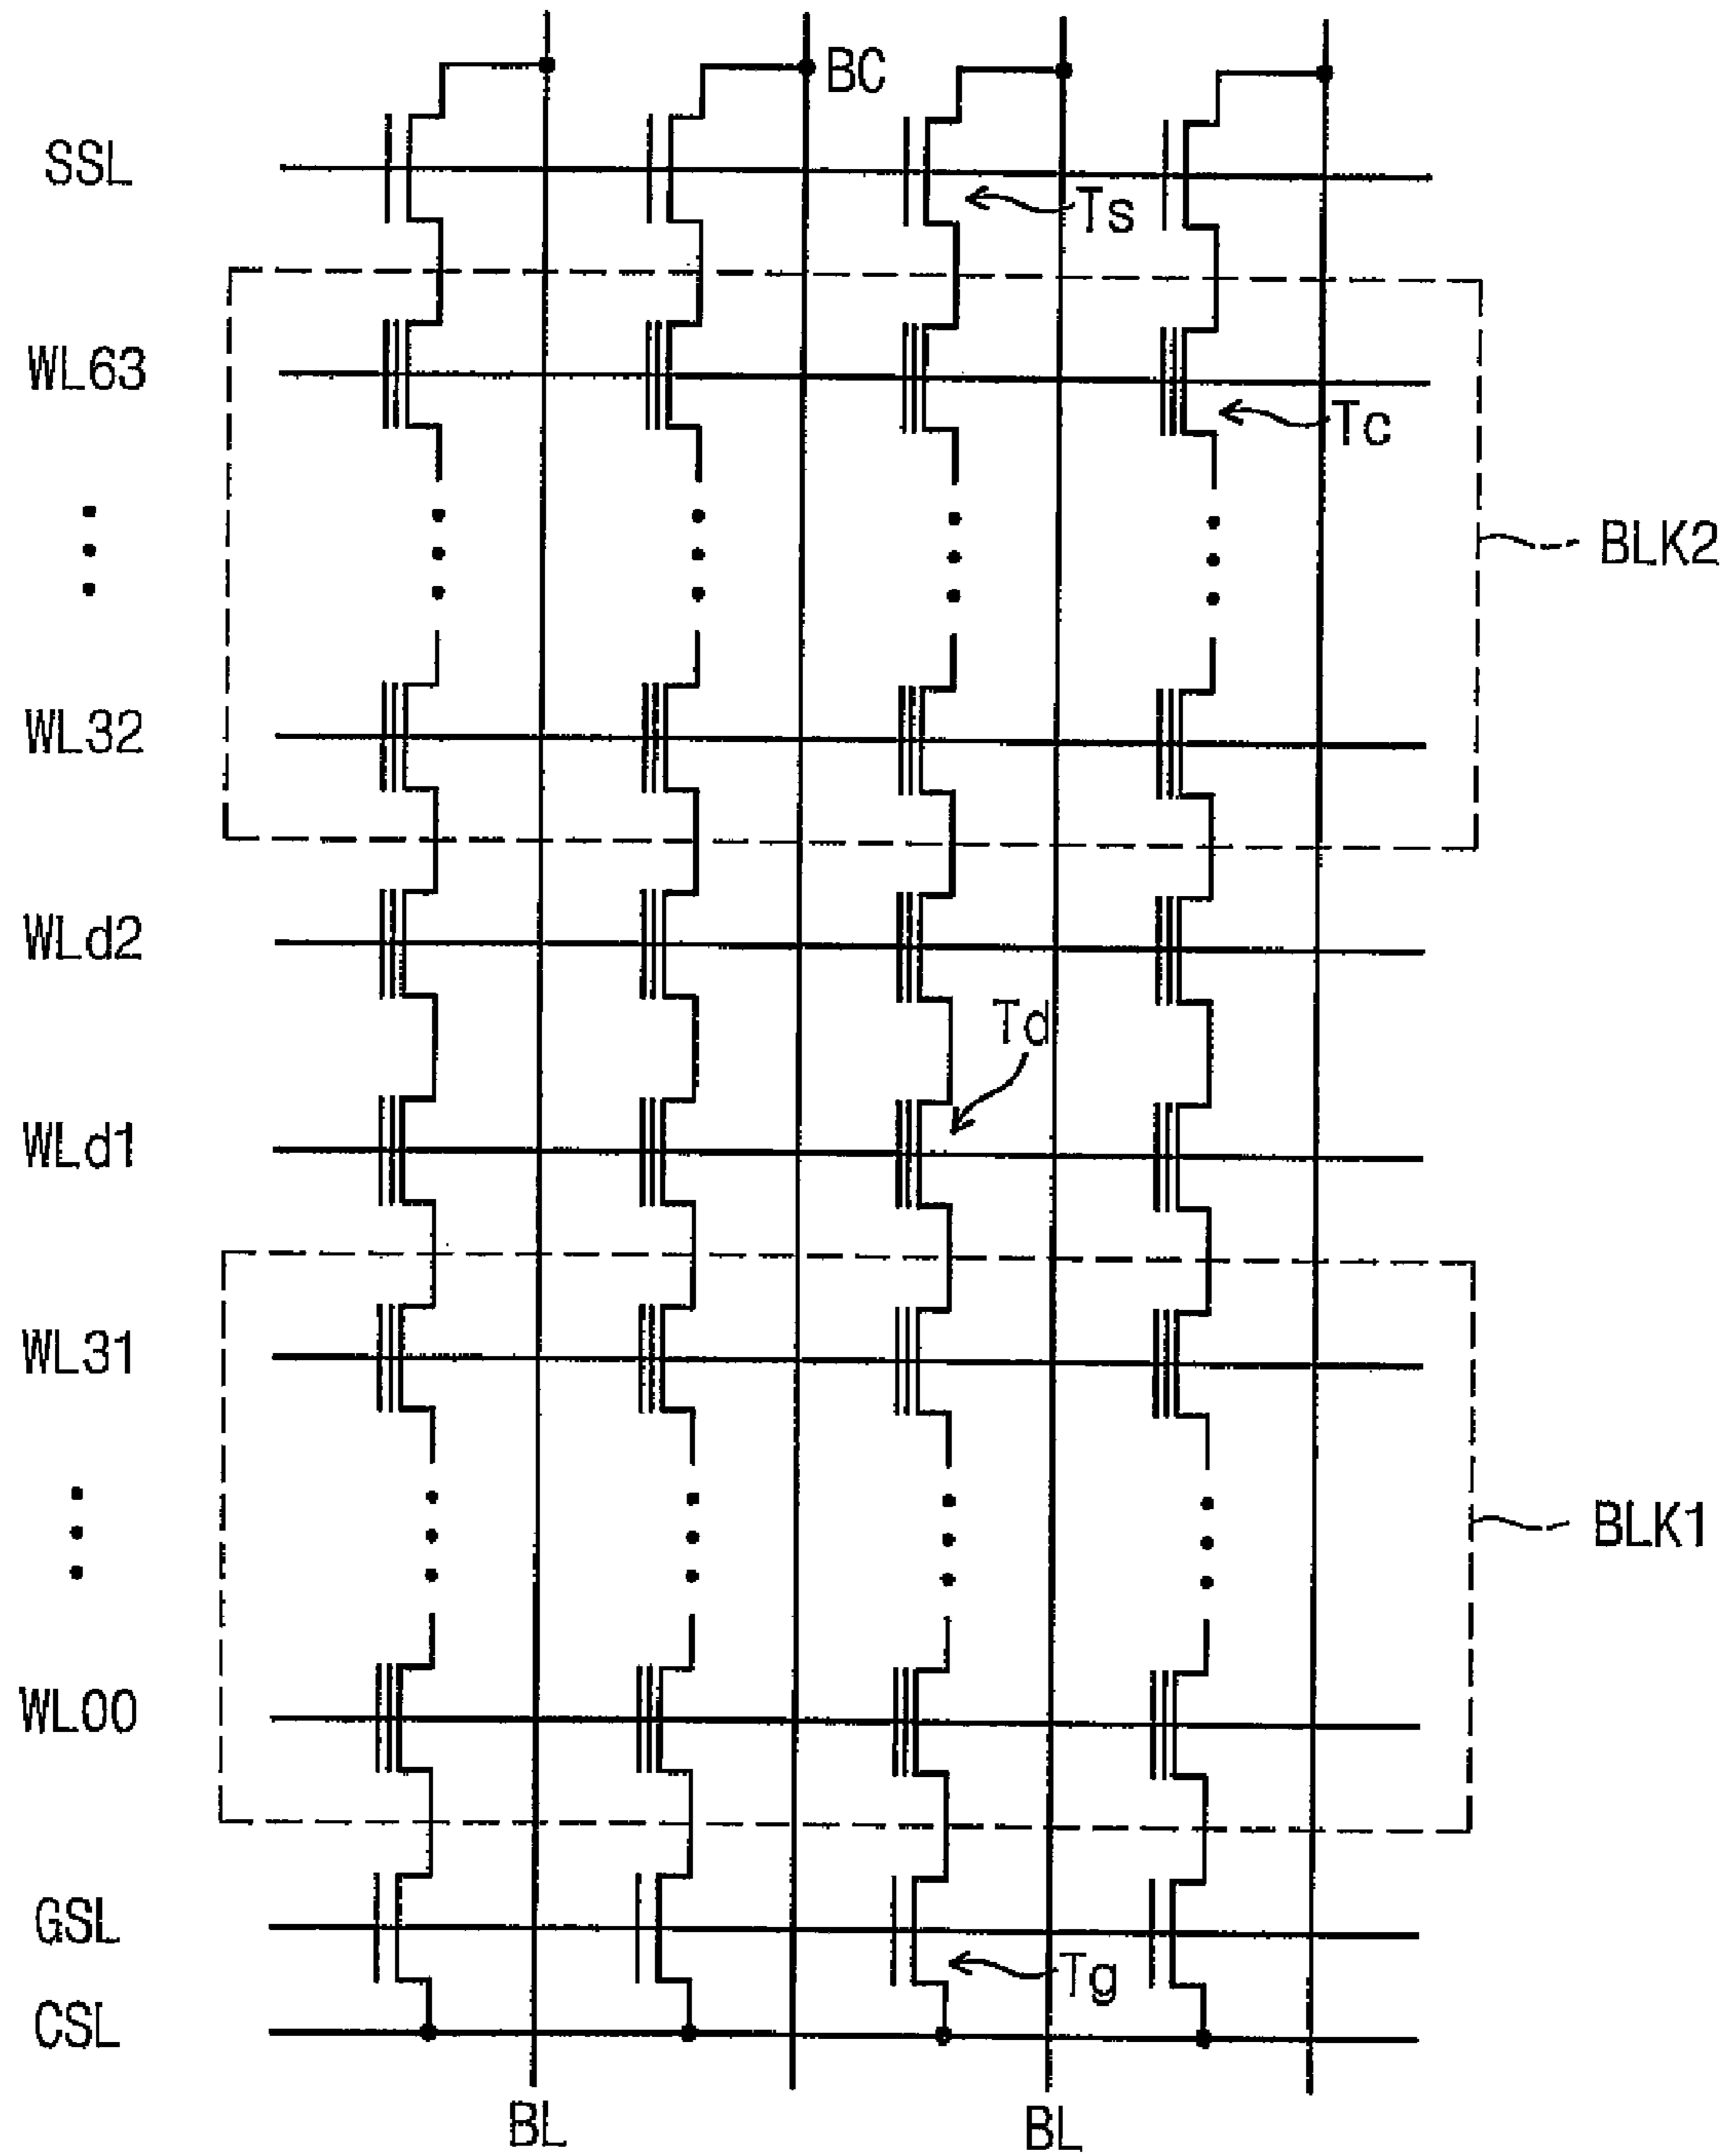 BC
SSL
Ts
WL63
Tc
BLK2
WL32
WLd2
Td
WLd1
WL31
BLK1
WL00
GSL
Tg
CSL
BL
BL